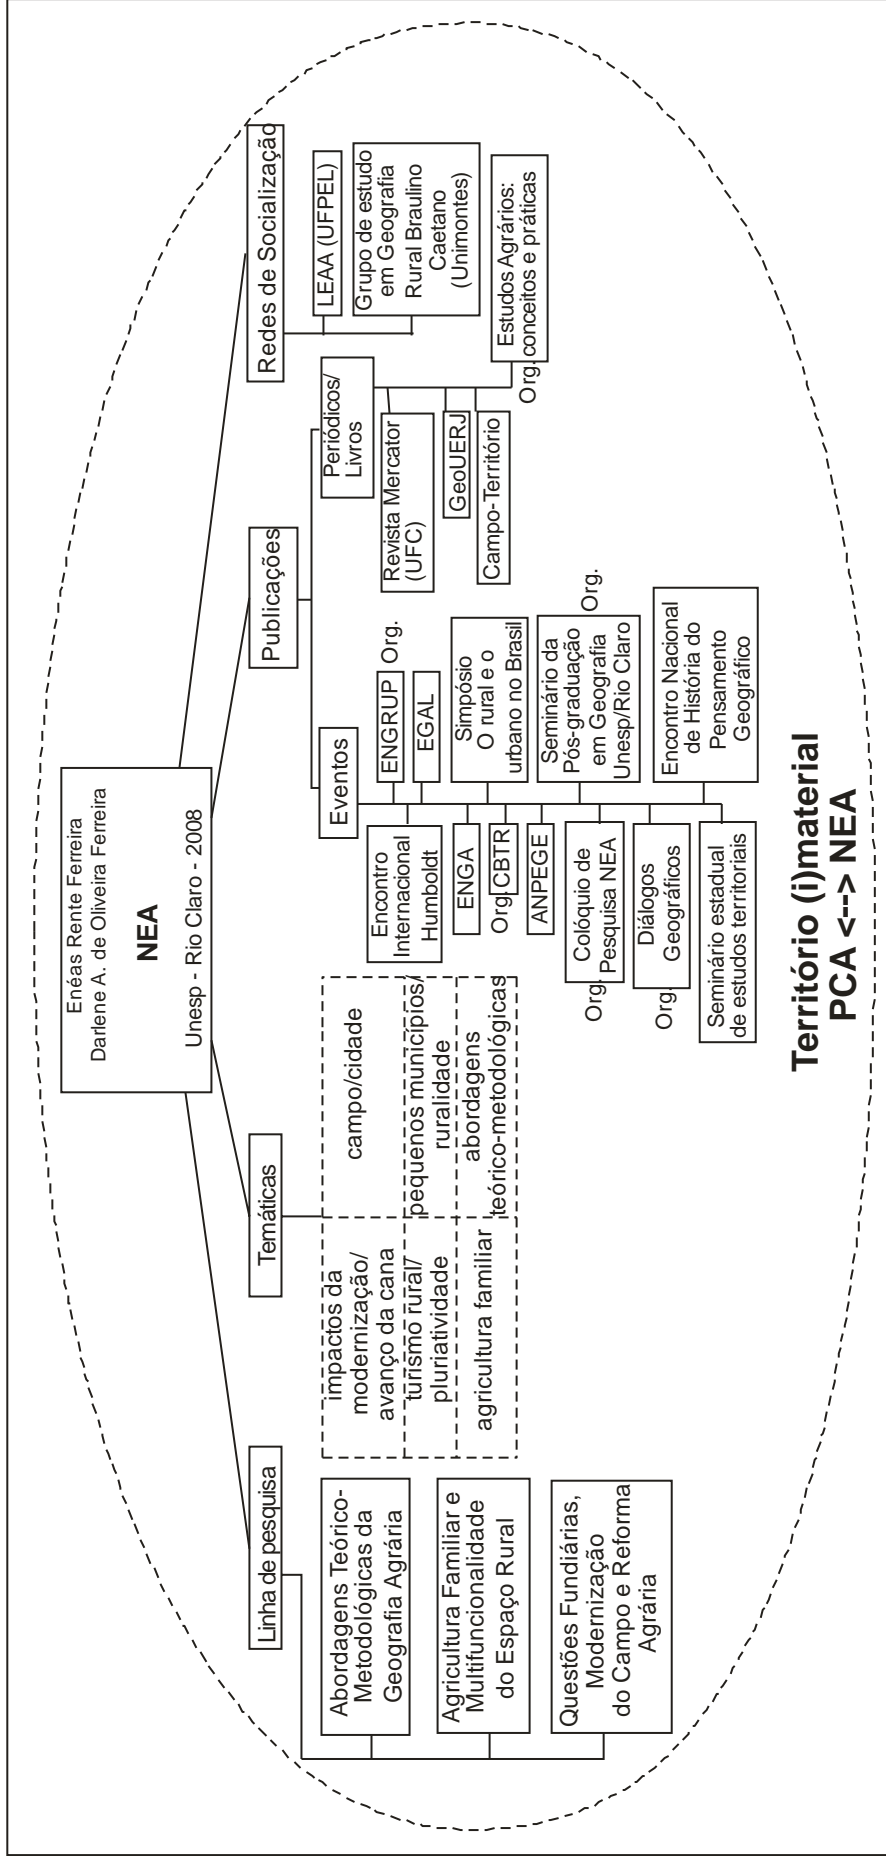 Enéas Rente Ferreira
Darlene A. de Oliveira Ferreira
NEA
Unesp - Rio Claro - 2008
Linha de pesquisa
Abordagens Teórico-
Metodológicas da
Geografia Agrária
Agricultura Familiar e
Multifuncionalidade
do Espaço Rural
Questões Fundiárias,
Modernização
do Campo e Reforma
Agrária
Temáticas
impactos da
modernização/
avanço da cana
campo/cidade
turismo rural/
pluriatividade
pequenos municípios/
ruralidade
agricultura familiar
abordagens
teórico-metodológicas
Publicações
Eventos
Encontro
Internacional
Humboldt
ENGRUP
Org.
EGAL
ENGA
Simpósio
O rural e o
urbano no Brasil
Org.
CBTR
ANPEGE
Seminário da
Pós-graduação
em Geografia
Unesp/Rio Claro
Org.
Org.
Colóquio de
Pesquisa NEA
Org.
Diálogos
Geográficos
Encontro Nacional
de História do
Pensamento
Geográfico
Seminário estadual
de estudos territoriais
Periódicos/
Livros
Revista Mercator
(UFC)
GeoUERJ
Campo-Território
Org.
Estudos Agrários:
conceitos e práticas
Redes de Socialização
LEAA (UFPEL)
Grupo de estudo
em Geografia
Rural Braulino
Caetano
(Unimontes)
Território (i)material
PCA <--> NEA